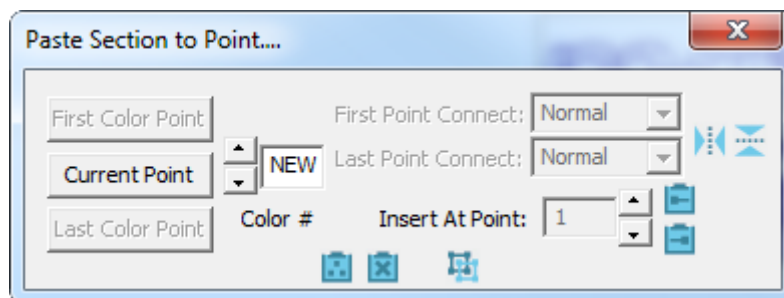 Paste Section to Point....
First Color Point
First Point Connect: Normal
Current Point
NEW
Last Point Connect: Normal
Last Color Point
Color #
Insert At Point: 1